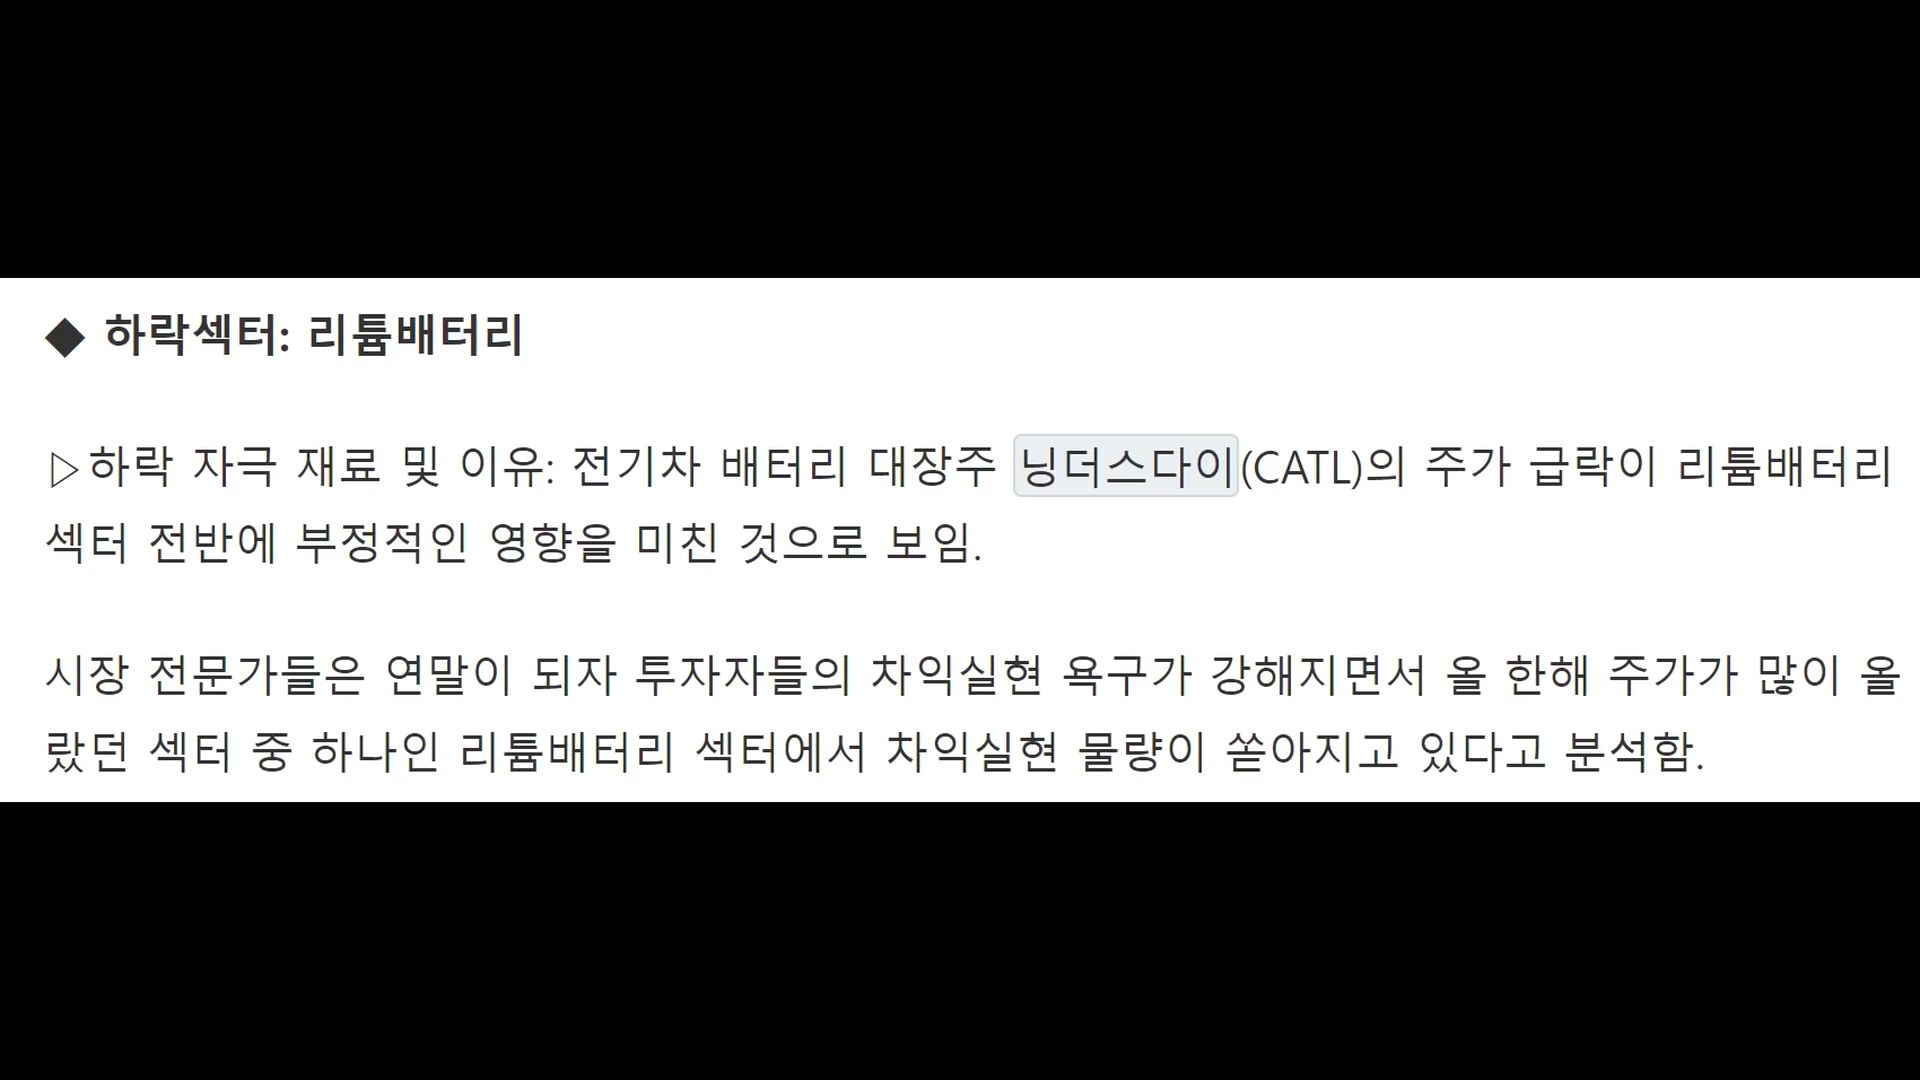 ◆ 하락섹터: 리튬배터리
▷하락 자극 재료 및 이유: 전기차 배터리 대장주 닝더스다이(CATL)의 주가 급락이 리튬배터리
섹터 전반에 부정적인 영향을 미친 것으로 보임.
시장 전문가들은 연말이 되자 투자자들의 차익실현 욕구가 강해지면서 올 한해 주가가 많이 올
랐던 섹터 중 하나인 리튬배터리 섹터에서 차익실현 물량이 쏟아지고 있다고 분석함.